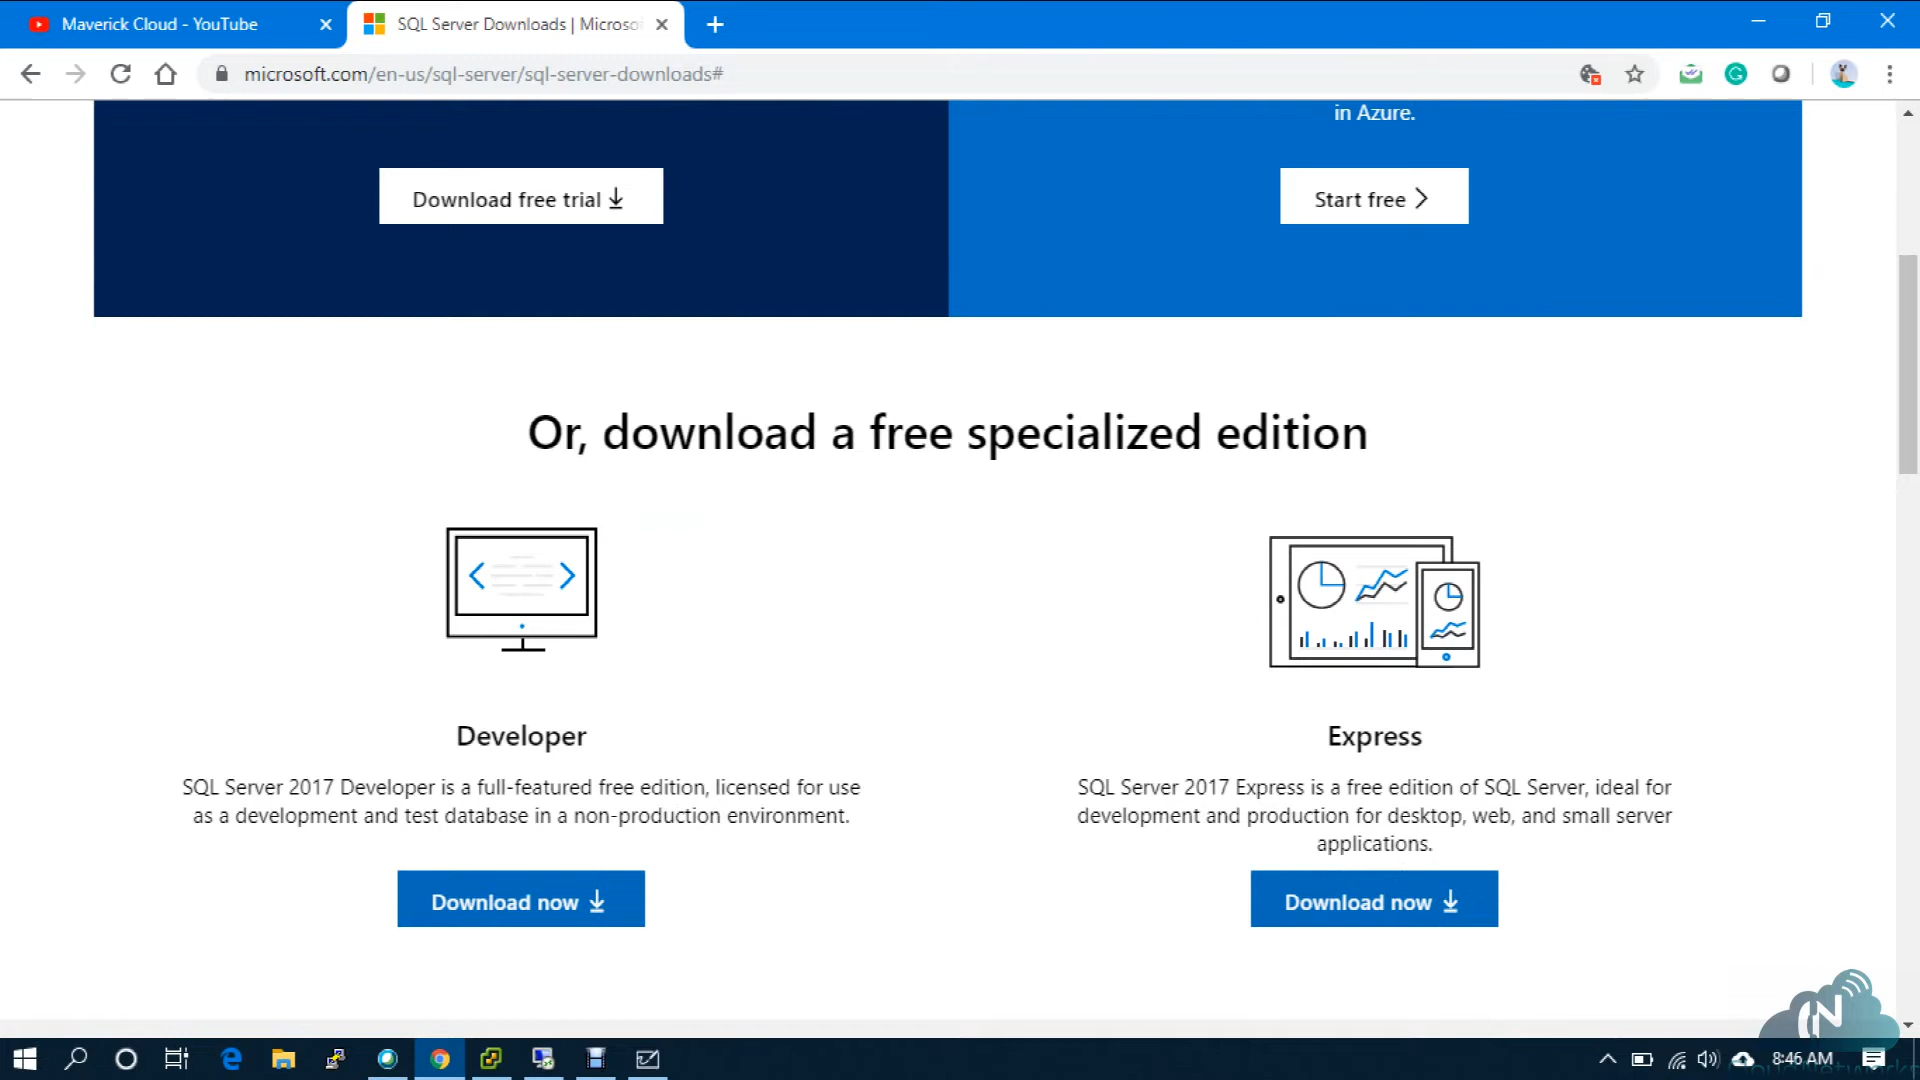 Maverick Cloud - YouTube
SQL Server Downloads | Microso
microsoft.com/en-us/sql-server/sql-server-downloads#
in Azure.
Download free trial
Start free
Or, download a free specialized edition
Developer
SQL Server 2017 Developer is a full-featured free edition, licensed for use
as a development and test database in a non-production environment.
Download now
Express
SQL Server 2017 Express is a free edition of SQL Server, ideal for
development and production for desktop, web, and small server
applications.
Download now
8:46 AM